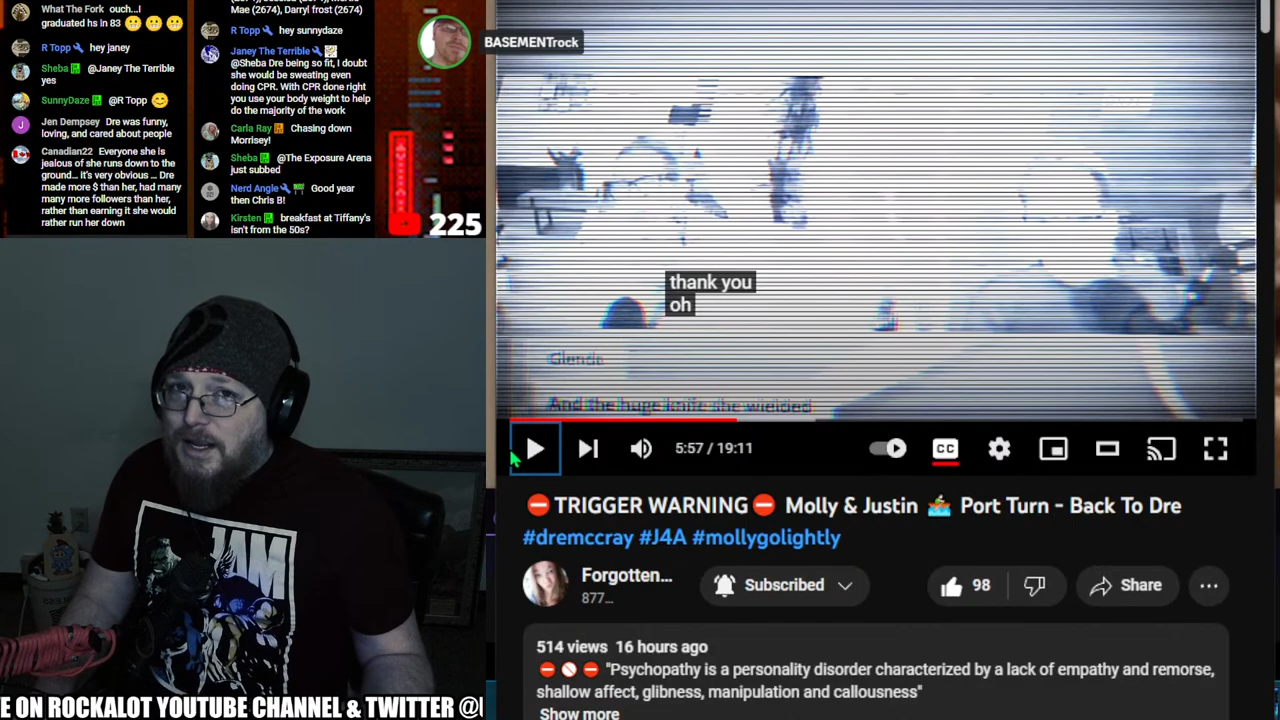 What The Fork ouch...I
graduated hs in 83
R Topp hey janey
Sheba @Janey The Terrible
yes
SunnyDaze @R Topp
Jen Dempsey Dre was funny,
loving, and cared about people
Canadian22 Everyone she is
jealous of she runs down to the
ground... It's very obvious ... Dre
made more $ than her, had many
many more followers than her,
rather than earning it she would
rather run her down
Mae (2674), Darryl frost (2674)
R Topp hey sunnydaze
Janey The Terrible
@Sheba Dre being so fit, I doubt
she would be sweating even
doing CPR. With CPR done right
you use your body weight to help
do the majority of the work
Carla Ray Chasing down
Morrisey!
Sheba @The Exposure Arena
just subbed
Nerd Angle Good year
then Chris B!
Kirsten breakfast at Tiffany's
isn't from the 50s?
225
BASEMENTrock
JAM
thank you
oh
Glenda
And the huge knife she wielded
5:57 / 19:11
CC
TRIGGER WARNING Molly & Justin Port Turn - Back To Dre
#dremccray #J4A #mollygolightly
Forgotten...
877...
Subscribed
98
Share
514 views 16 hours ago
"Psychopathy is a personality disorder characterized by a lack of empathy and remorse,
shallow affect, glibness, manipulation and callousness"
Show more
E ON ROCKALOT YOUTUBE CHANNEL & TWITTER @